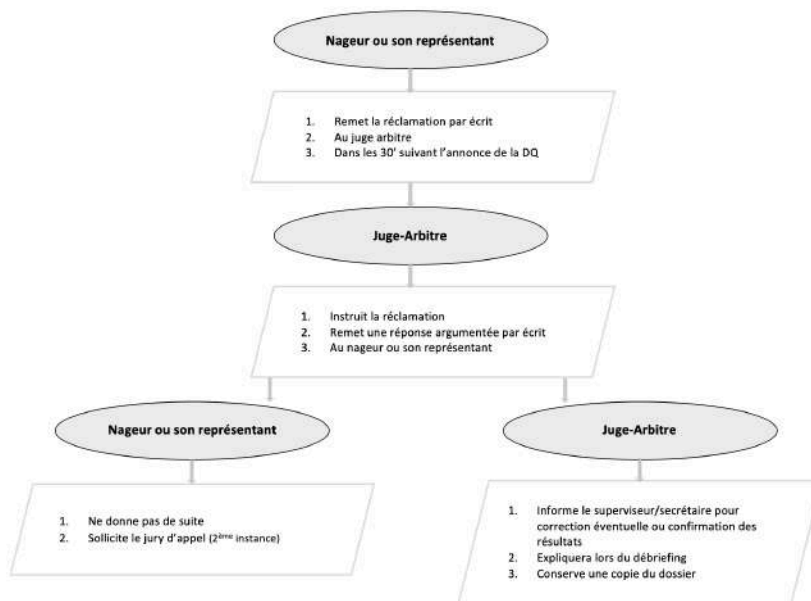 Nageur ou son représentant
1. Remet la réclamation par écrit
2. Au juge arbitre
3. Dans les 30' suivant l'annonce de la DQ
Juge-Arbitre
1. Instruit la réclamation
2. Remet une réponse argumentée par écrit
3. Au nageur ou son représentant
Nageur ou son représentant
1. Ne donne pas de suite
2. Sollicite le jury d'appel (2ème instance)
Juge-Arbitre
1. Informe le superviseur/secrétaire pour
correction éventuelle ou confirmation des
résultats
2. Expliquera lors du débriefing
3. Conserve une copie du dossier